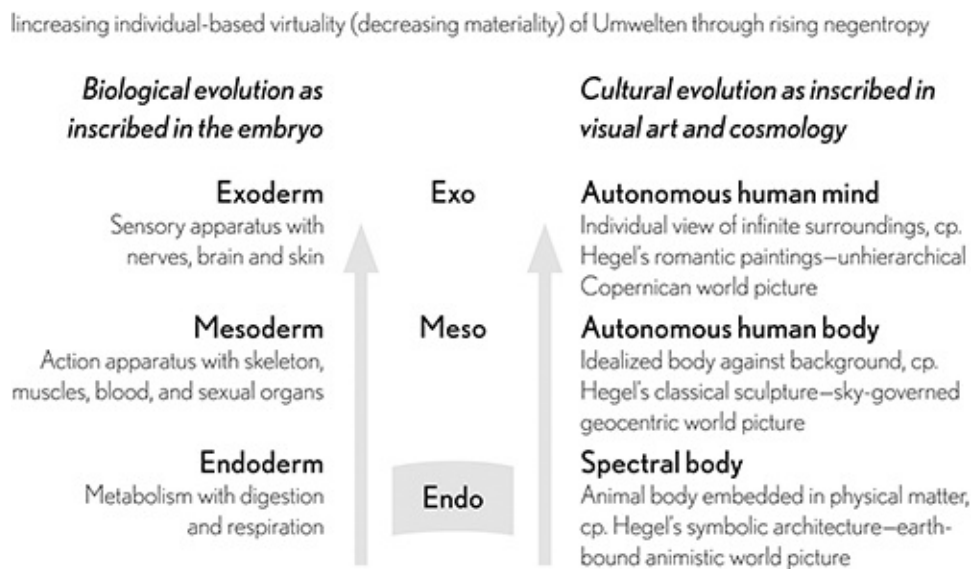 Iincreasing individual-based virtuality (decreasing materiality) of Umwelten through rising negentropy
Biological evolution as
inscribed in the embryo
Cultural evolution as inscribed in
visual art and cosmology
Exoderm
Sensory apparatus with
nerves, brain and skin
Exo
Autonomous human mind
Individual view of infinite surroundings, cp.
Hegel's romantic paintings—unhierarchical
Copernican world picture
Mesoderm
Action apparatus with skeleton,
muscles, blood, and sexual organs
Meso
Autonomous human body
Idealized body against background, cp.
Hegel's classical sculpture—sky-governed
geocentric world picture
Endoderm
Metabolism with digestion
and respiration
Endo
Spectral body
Animal body embedded in physical matter,
cp. Hegel's symbolic architecture—earth-
bound animistic world picture